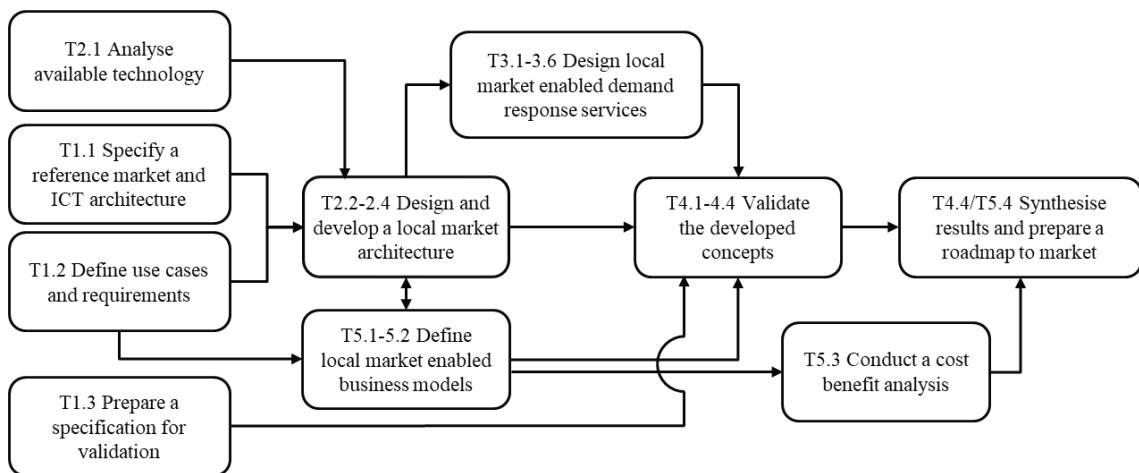 T2.1 Analyse
available technology
T3.1-3.6 Design local
market enabled demand
response services
T1.1 Specify a
reference market and
ICT architecture
T2.2-2.4 Design and
develop a local market
architecture
T4.1-4.4 Validate
the developed
concepts
T4.4/T5.4 Synthesise
results and prepare a
roadmap to market
T1.2 Define use cases
and requirements
T5.1-5.2 Define
local market enabled
business models
T5.3 Conduct a cost
benefit analysis
T1.3 Prepare a
specification for
validation